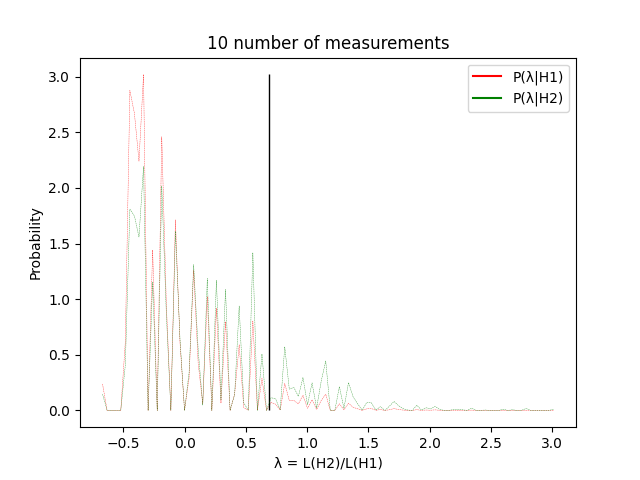 10 number of measurements
P(λ|H1)
P(λ|H2)
Probability
3.0
2.5
2.0
1.5
1.0
0.5
0.0
−0.5 0.0 0.5 1.0 1.5 2.0 2.5 3.0
λ = L(H2)/L(H1)